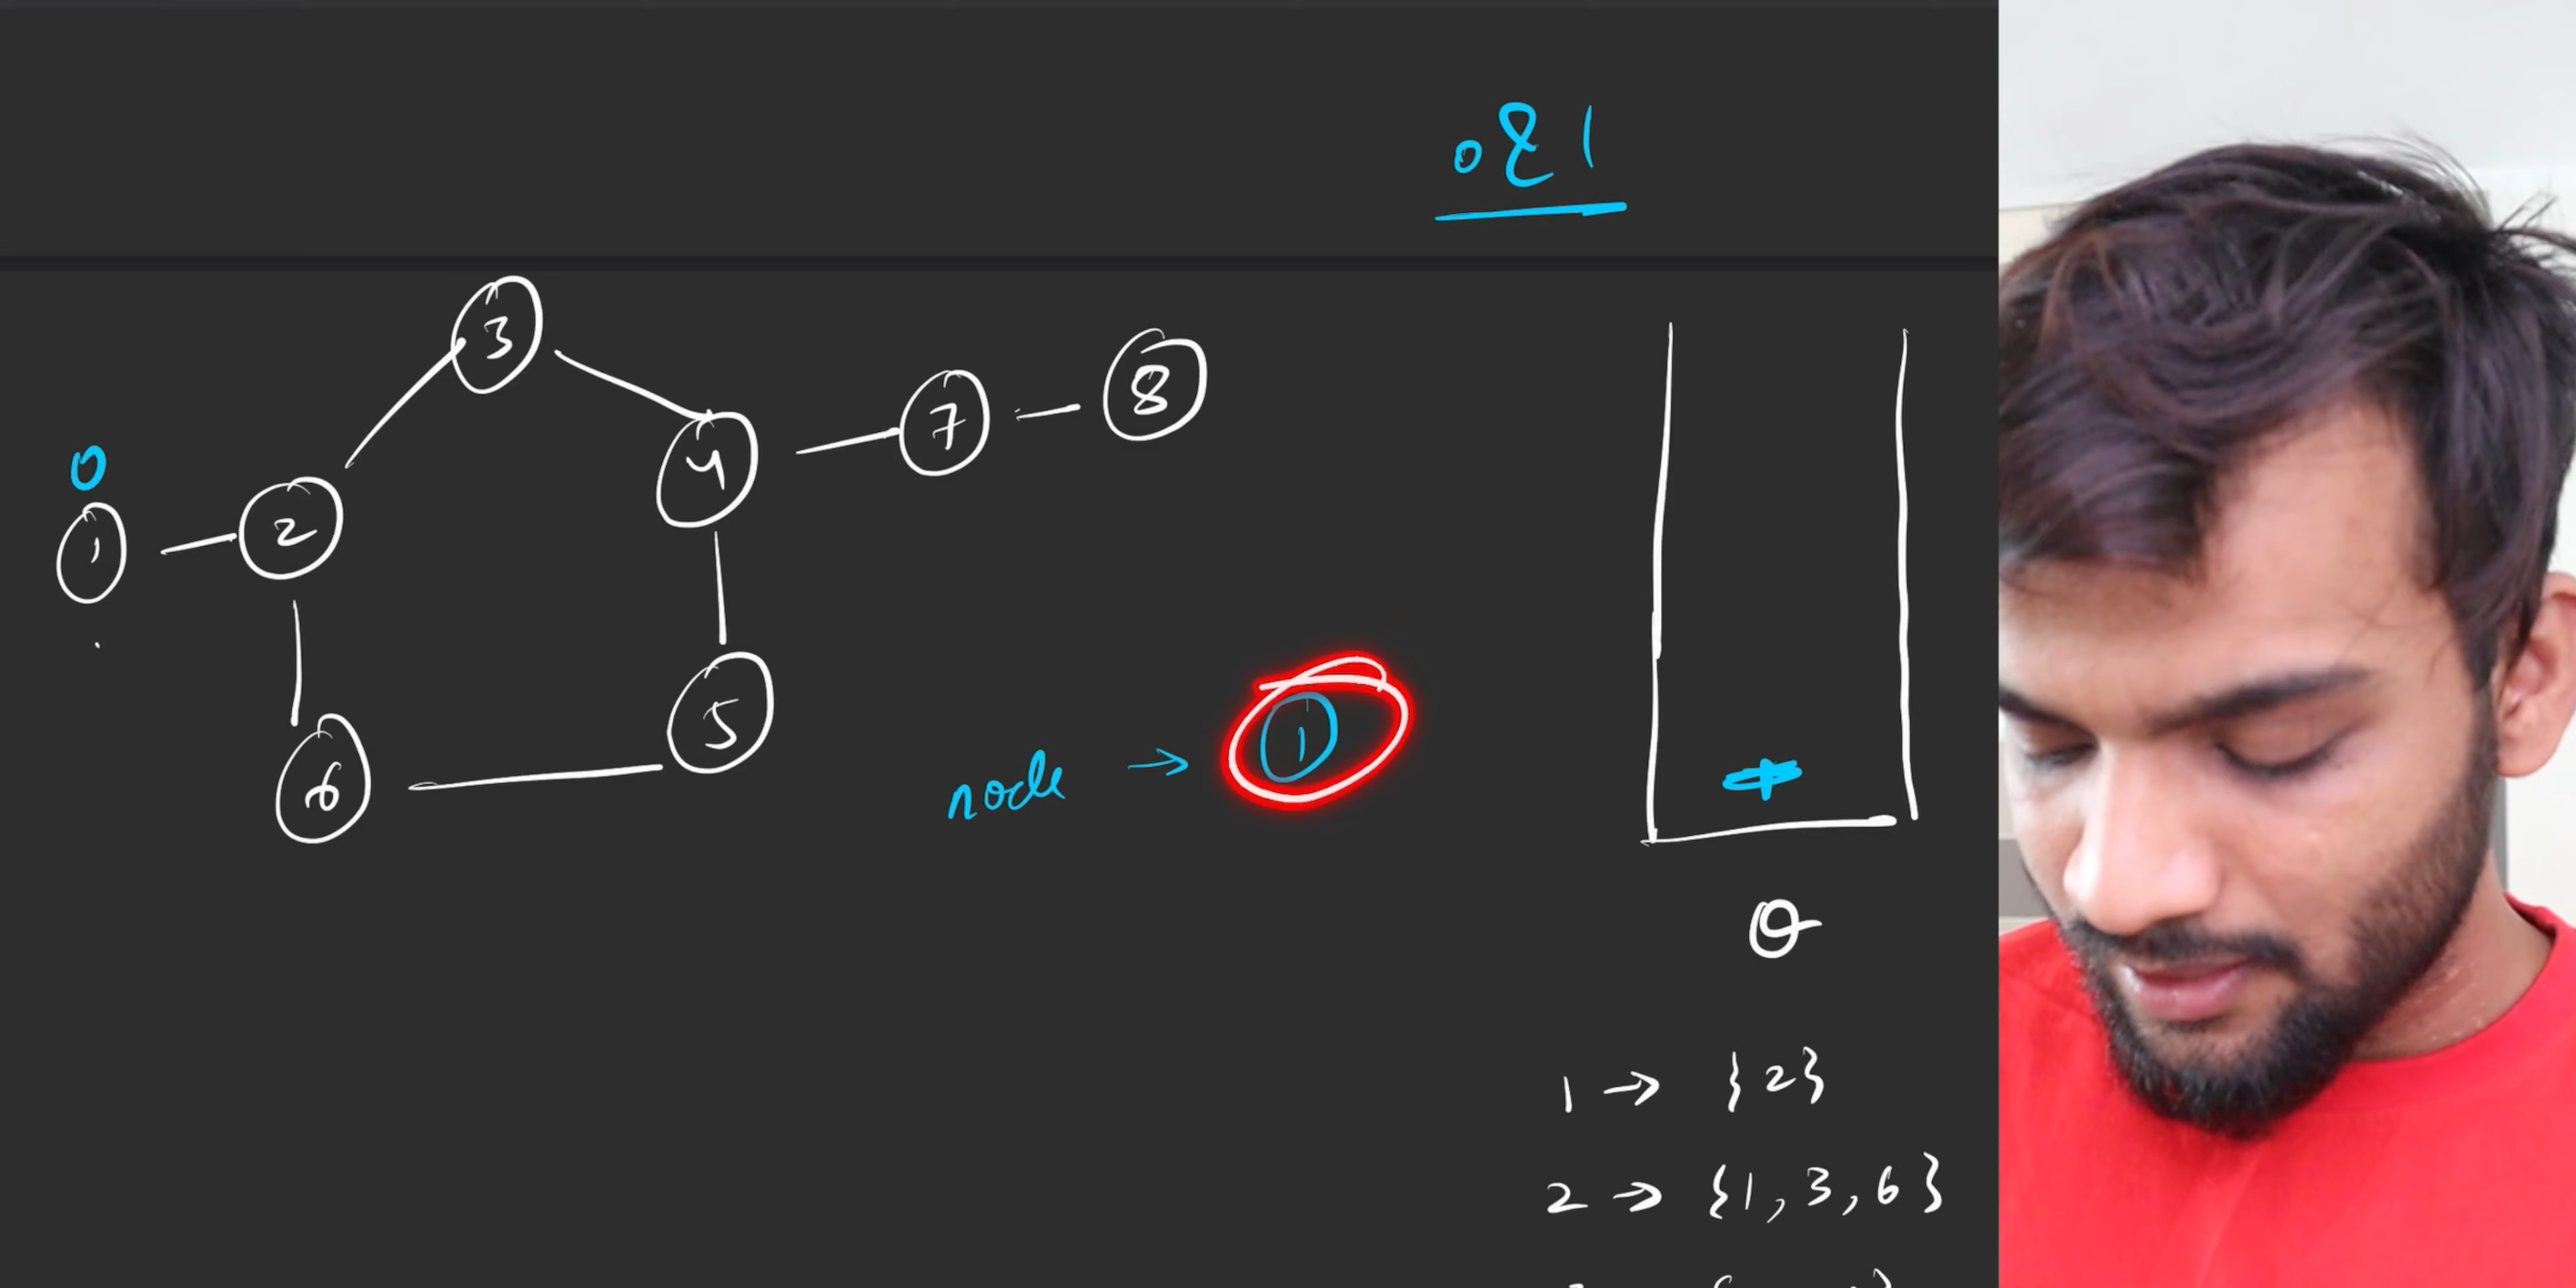 0 & 1
3
8
7
4
0
2
1
5
1
node →
6
Q
1 → {2}
2 → {1, 3, 6}